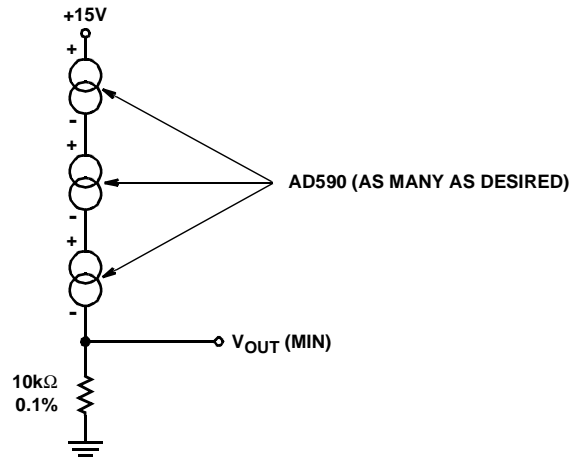 +15V
+
-
+
AD590 (AS MANY AS DESIRED)
-
+
-
VOUT (MIN)
10kΩ
0.1%